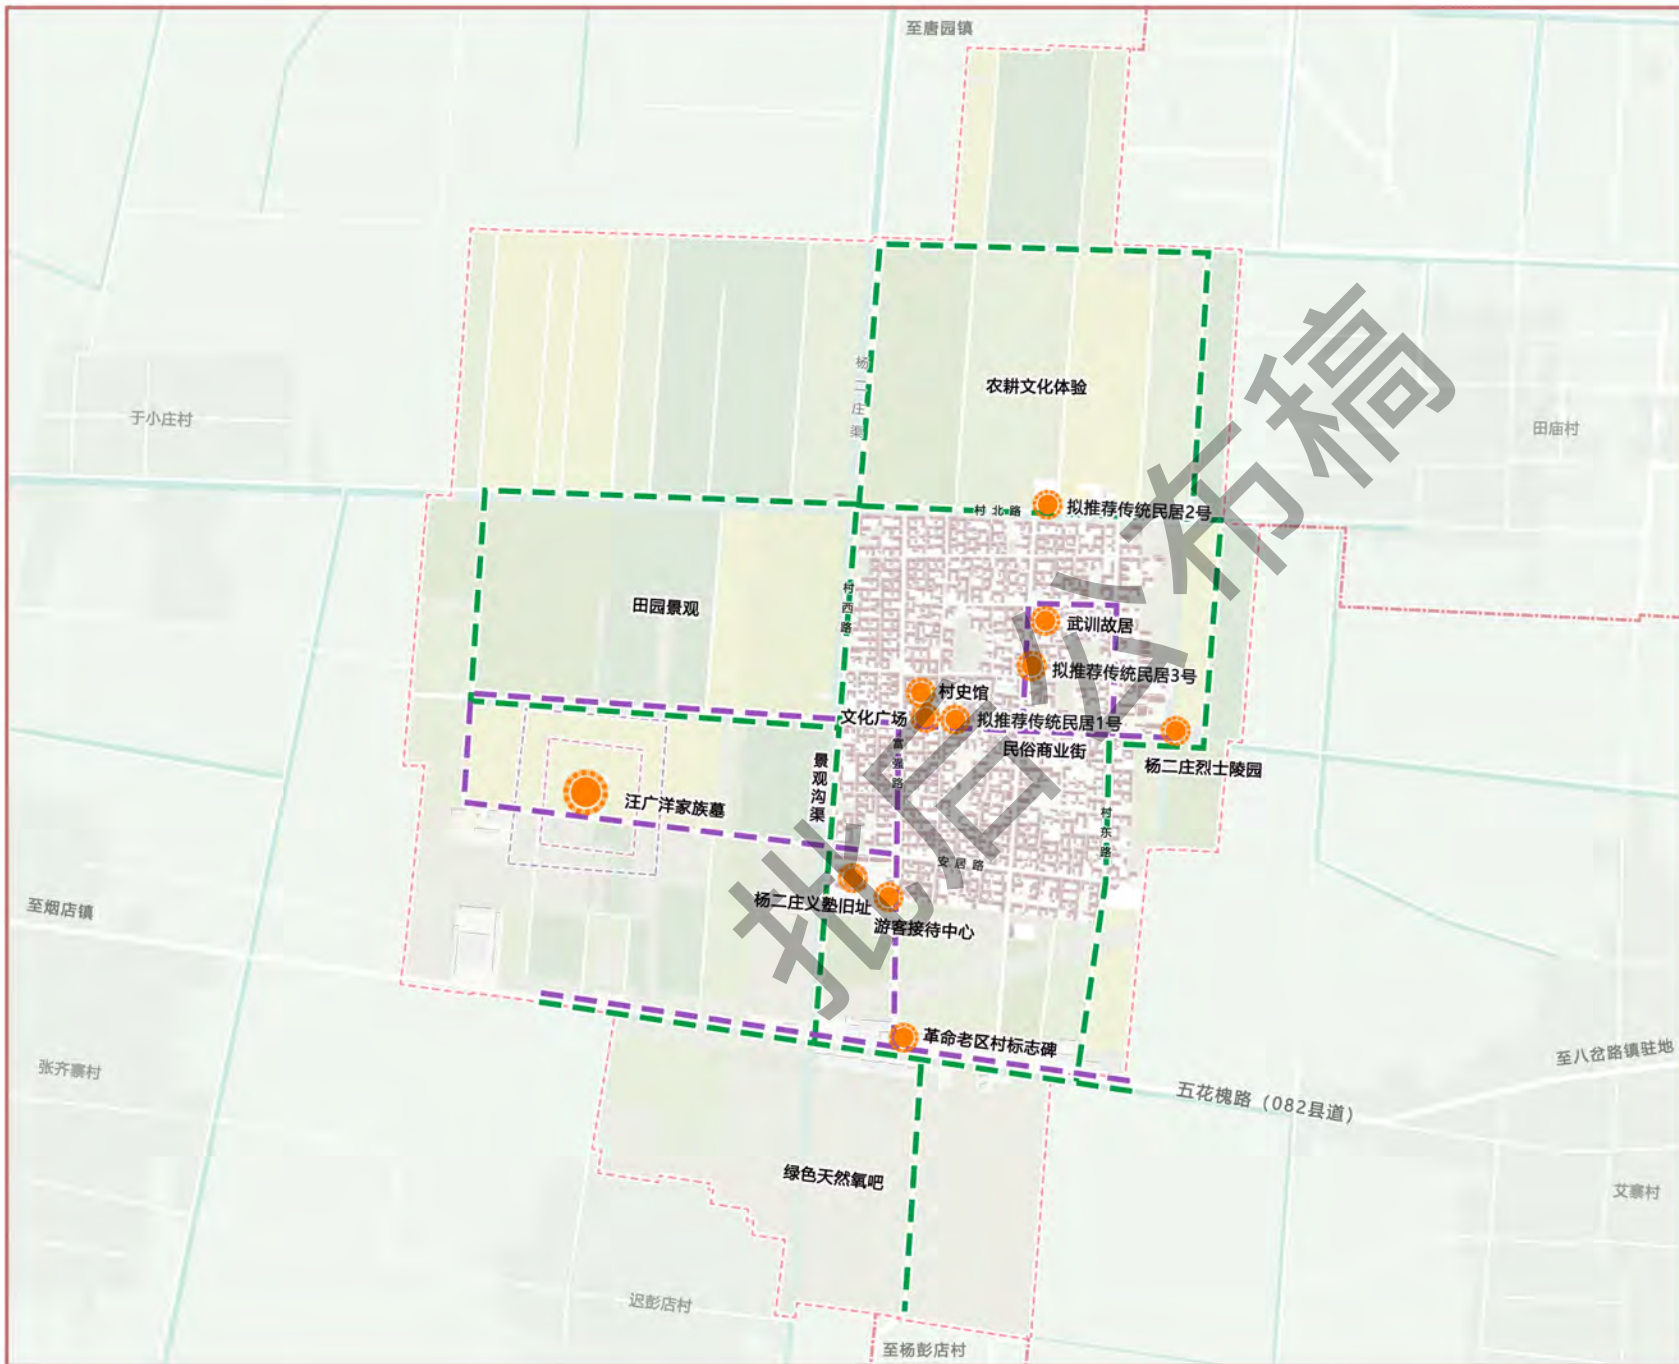 至唐园镇
杨二庄渠
农耕文化体验
于小庄村
田庙村
村北路
拟推荐传统民居2号
田园景观
村西路
武训故居
拟推荐传统民居3号
村史馆
文化广场
拟推荐传统民居1号
民俗商业街
富强路
杨二庄烈士陵园
景观沟渠
汪广洋家族墓
村东路
安居路
杨二庄义塾旧址
游客接待中心
至烟店镇
革命老区村标志碑
至八岔路镇驻地
张齐寨村
五花槐路（082县道）
绿色天然氧吧
艾寨村
迟彭店村
至杨彭店村
批后公布稿